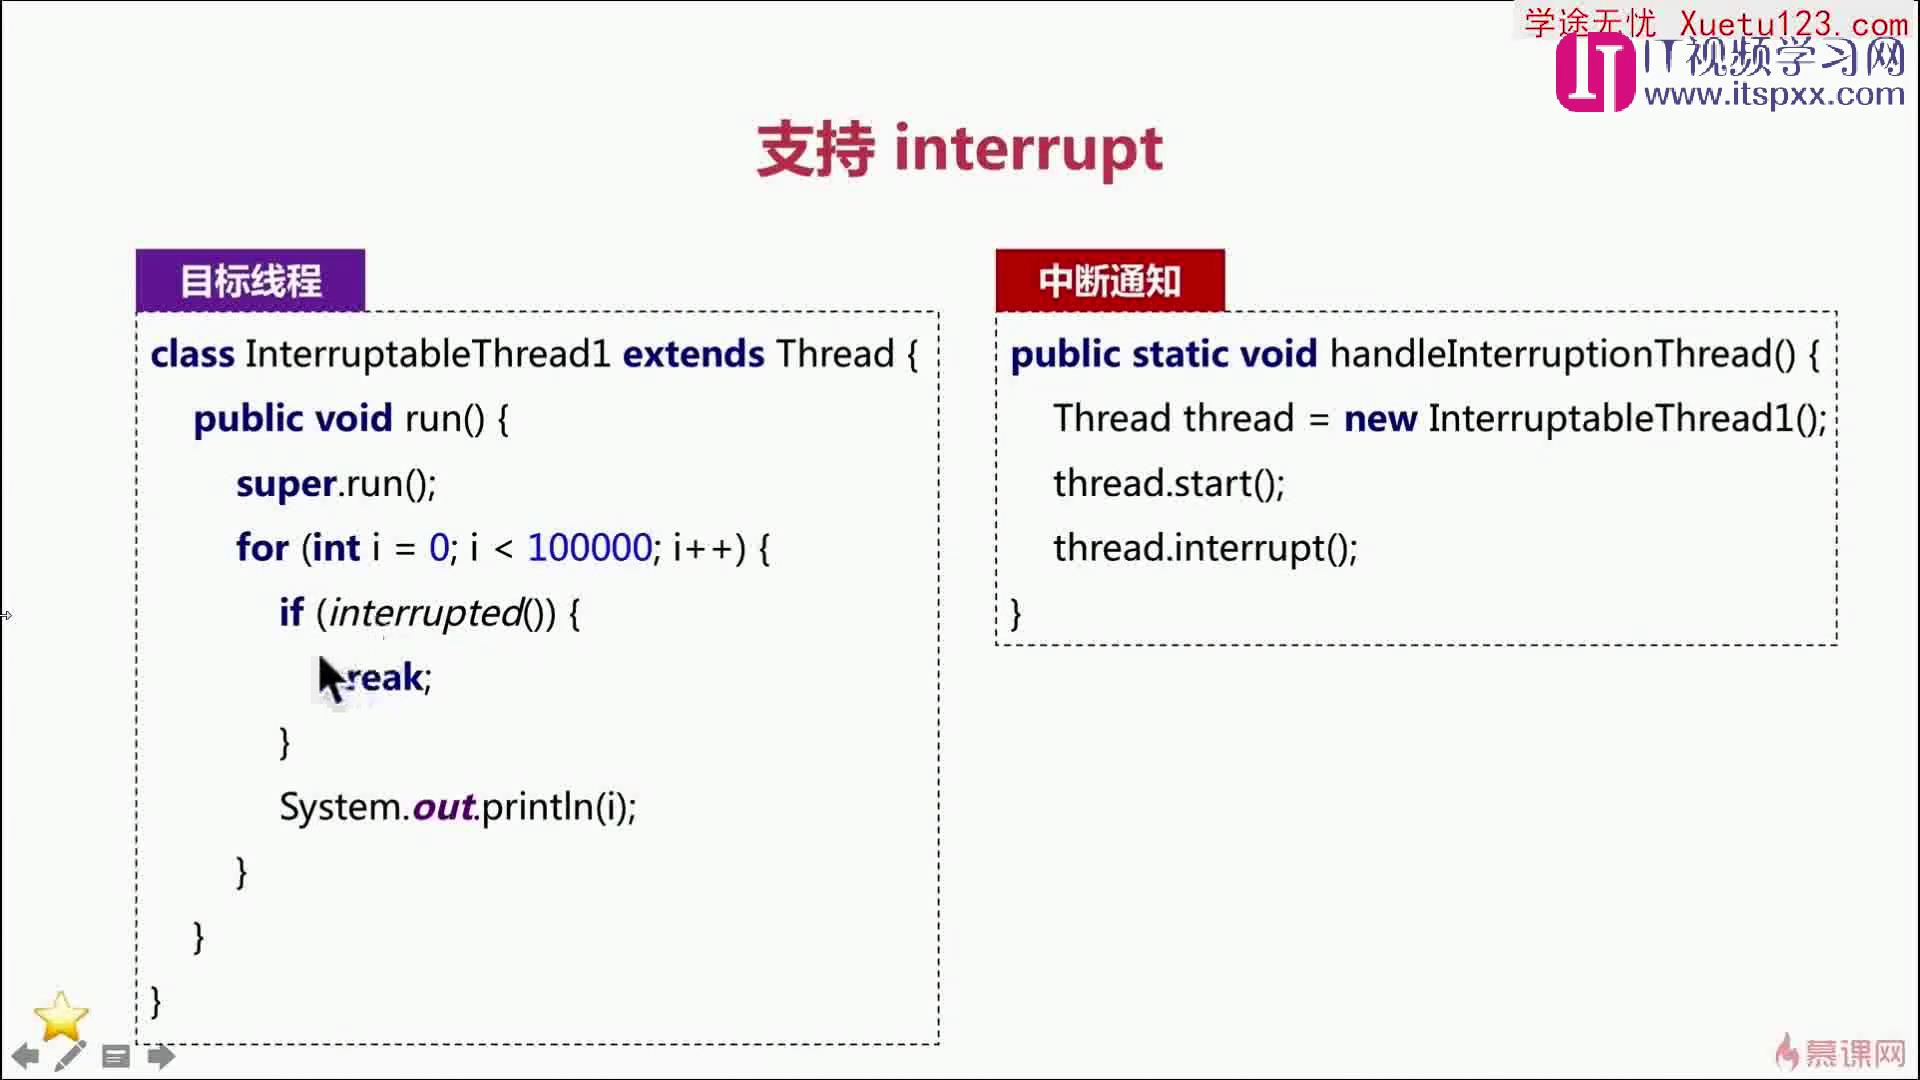 学途无忧 Xuetu123.com
IT视频学习网
www.itspxx.com
支持 interrupt
目标线程
class InterruptableThread1 extends Thread {
public void run() {
super.run();
for (int i = 0; i < 100000; i++) {
if (interrupted()) {
reak;
}
System.out.println(i);
}
}
}
中断通知
public static void handleInterruptionThread() {
Thread thread = new InterruptableThread1();
thread.start();
thread.interrupt();
}
慕课网